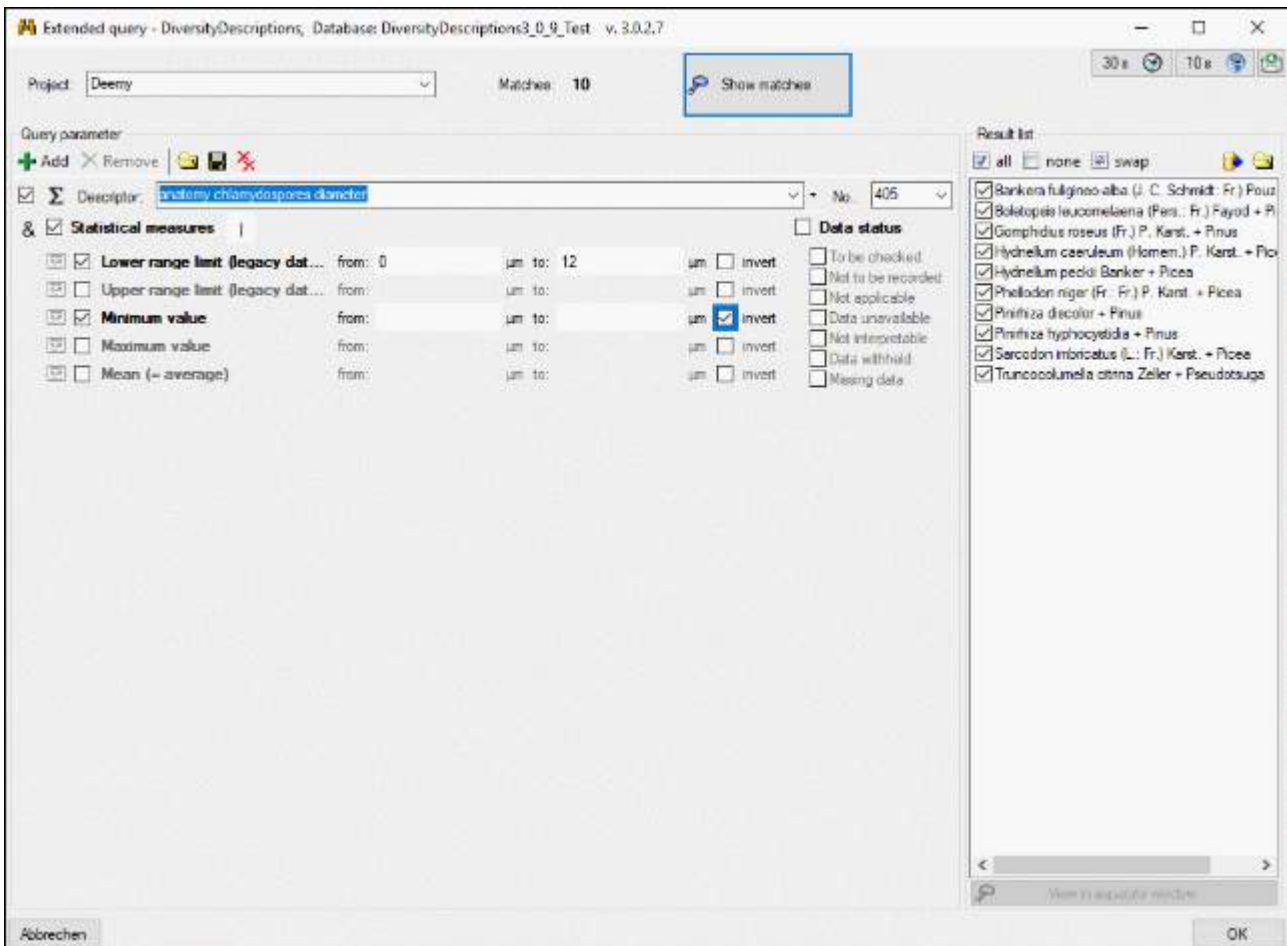 Extended query - DiversityDescriptions, Database: DiversityDescriptions3_0_9_Test v. 3.0.2.7
30 s 10 s
Project: Deemy Matches: 10 Show matches
Query parameter
Add Remove
Descriptor: anatomy chlamydospores diameter No. 405
& Statistical measures | Data status
Lower range limit (legacy dat... from: 0 µm to: 12 µm invert To be checked
Upper range limit (legacy dat... from: µm to: µm invert Not to be recorded
Not applicable
Minimum value from: µm to: µm invert Data unavailable
Maximum value from: µm to: µm invert Not interpretable
Data withheld
Mean (= average) from: µm to: µm invert Missing data
Result list
all none swap
Bankera fuligineo-alba (J. C. Schmidt: Fr.) Pouz
Boletopsis leucomelaena (Pers.: Fr.) Fayod + Pi
Gomphidius roseus (Fr.) P. Karst. + Pinus
Hydnellum caeruleum (Hornem.) P. Karst. + Pice
Hydnellum peckii Banker + Picea
Phellodon niger (Fr.: Fr.) P. Karst. + Picea
Pinirhiza discolor + Pinus
Pinirhiza hyphocystidia + Pinus
Sarcodon imbricatus (L.: Fr.) Karst. + Picea
Truncocolumella citrina Zeller + Pseudotsuga
View in separate window
Abbrechen OK